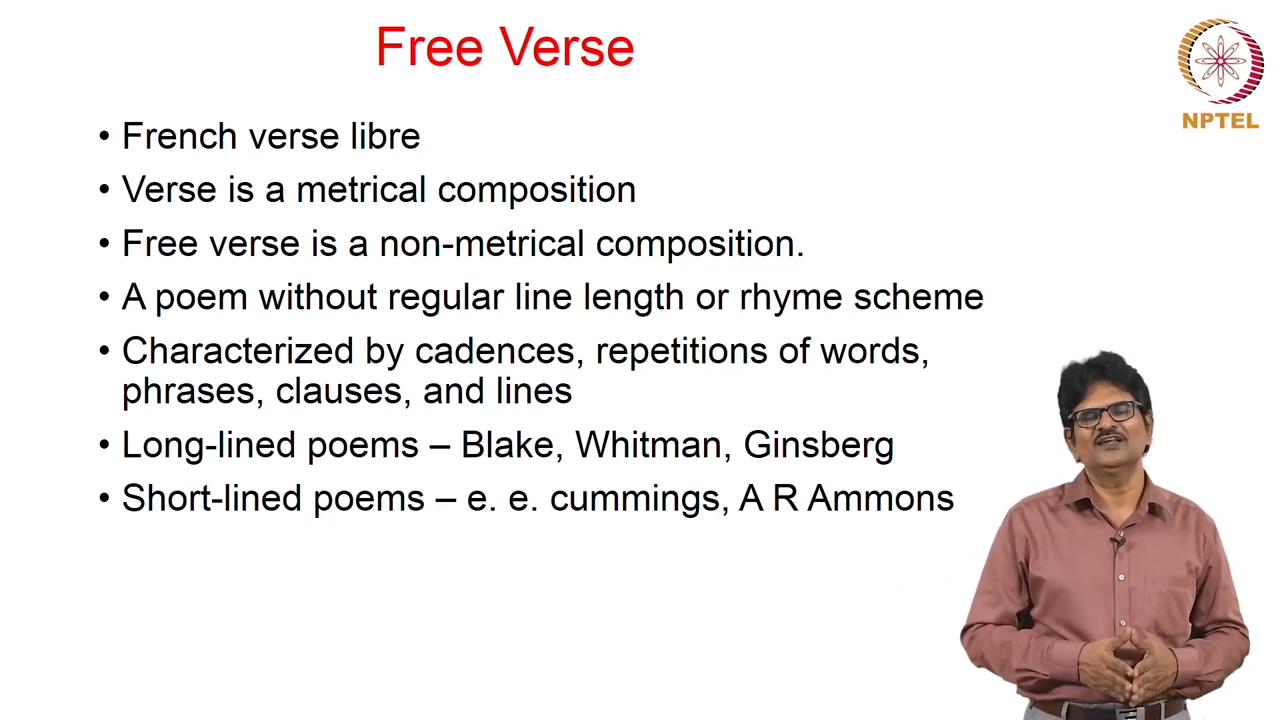 Free Verse
NPTEL
• French verse libre
• Verse is a metrical composition
• Free verse is a non-metrical composition.
• A poem without regular line length or rhyme scheme
• Characterized by cadences, repetitions of words,
phrases, clauses, and lines
• Long-lined poems – Blake, Whitman, Ginsberg
• Short-lined poems – e. e. cummings, A R Ammons